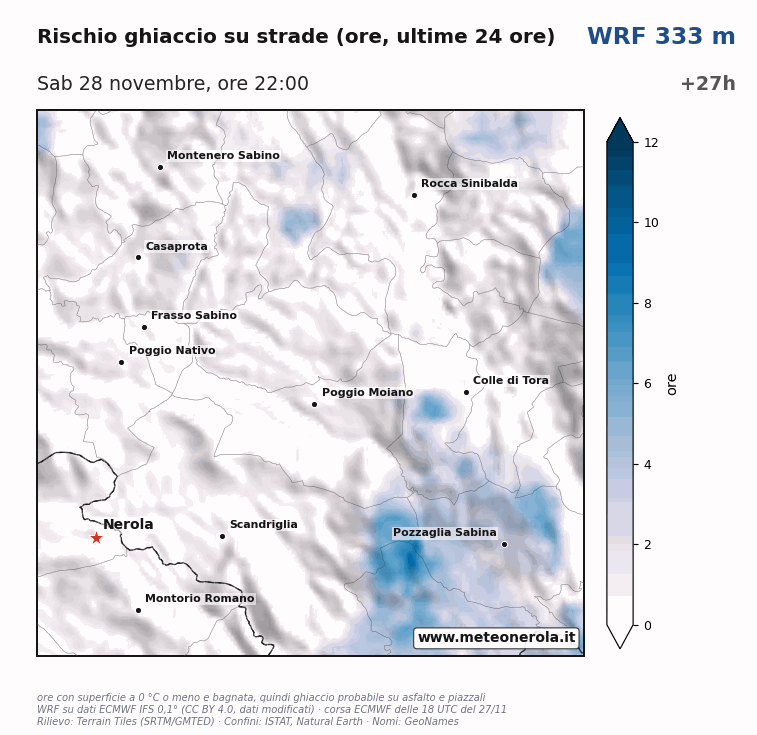 Rischio ghiaccio su strade (ore, ultime 24 ore)
WRF 333 m
Sab 28 novembre, ore 22:00
+27h
Montenero Sabino
Rocca Sinibalda
Casaprota
Frasso Sabino
Poggio Nativo
Colle di Tora
Poggio Moiano
Nerola
Scandriglia
Pozzaglia Sabina
Montorio Romano
www.meteonerola.it
12
10
8
6
4
2
0
ore
ore con superficie a 0 °C o meno e bagnata, quindi ghiaccio probabile su asfalto e piazzali
WRF su dati ECMWF IFS 0,1° (CC BY 4.0, dati modificati) · corsa ECMWF delle 18 UTC del 27/11
Rilievo: Terrain Tiles (SRTM/GMTED) · Confini: ISTAT, Natural Earth · Nomi: GeoNames